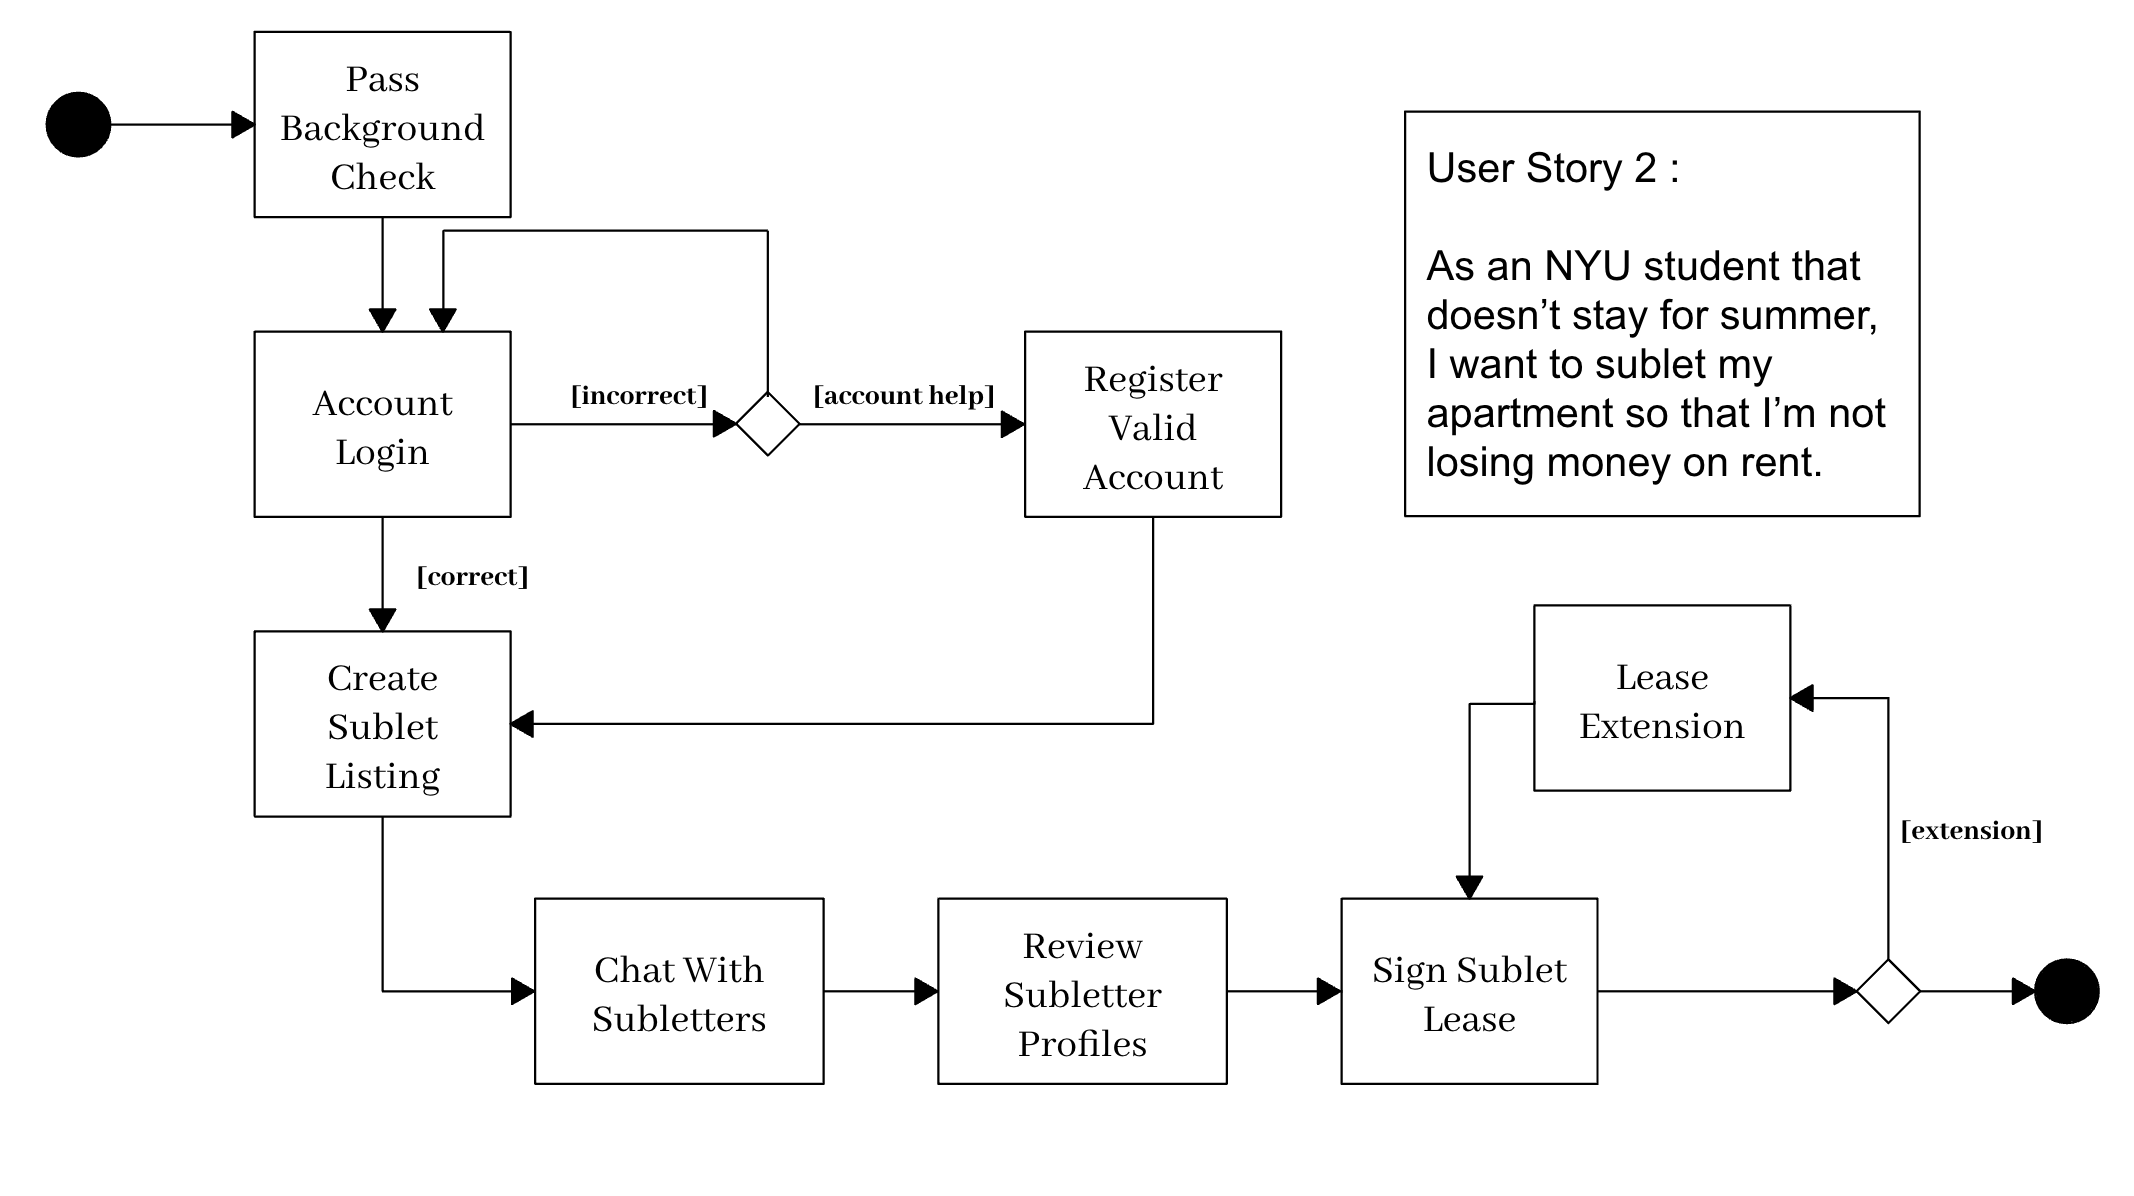 Pass
Background
Check
User Story 2 :
As an NYU student that
doesn’t stay for summer,
I want to sublet my
apartment so that I’m not
losing money on rent.
Account
Login
[incorrect]
[account help]
Register
Valid
Account
[correct]
Create
Sublet
Listing
Lease
Extension
[extension]
Chat With
Subletters
Review
Subletter
Profiles
Sign Sublet
Lease